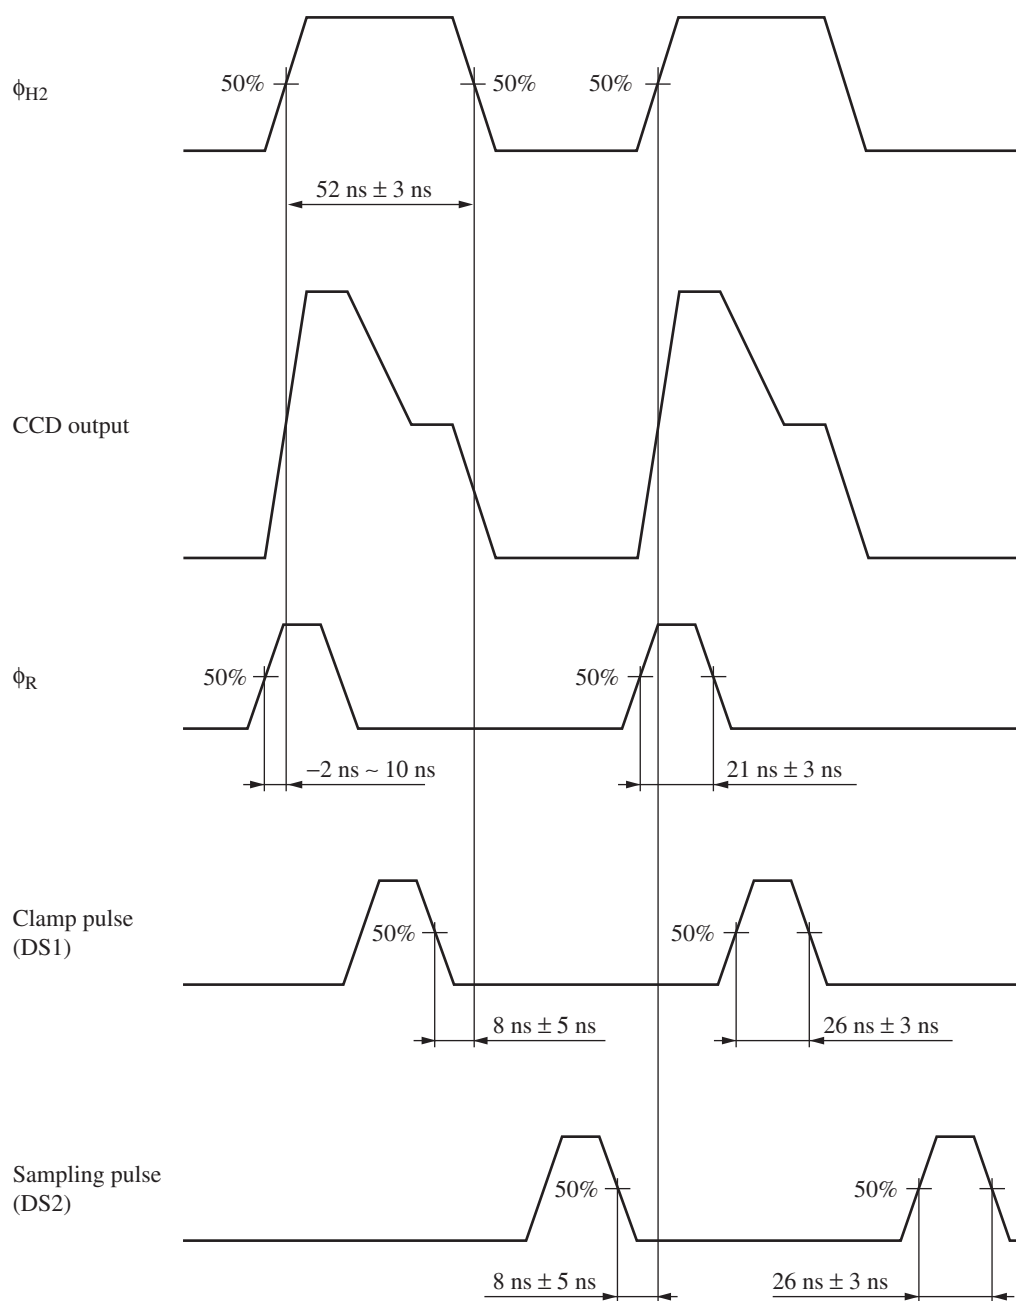 50%
50%
50%
ϕH2
52 ns ± 3 ns
CCD output
ϕR
50%
50%
−2 ns ~ 10 ns
21 ns ± 3 ns
Clamp pulse
(DS1)
50%
50%
8 ns ± 5 ns
26 ns ± 3 ns
Sampling pulse
(DS2)
50%
50%
8 ns ± 5 ns
26 ns ± 3 ns